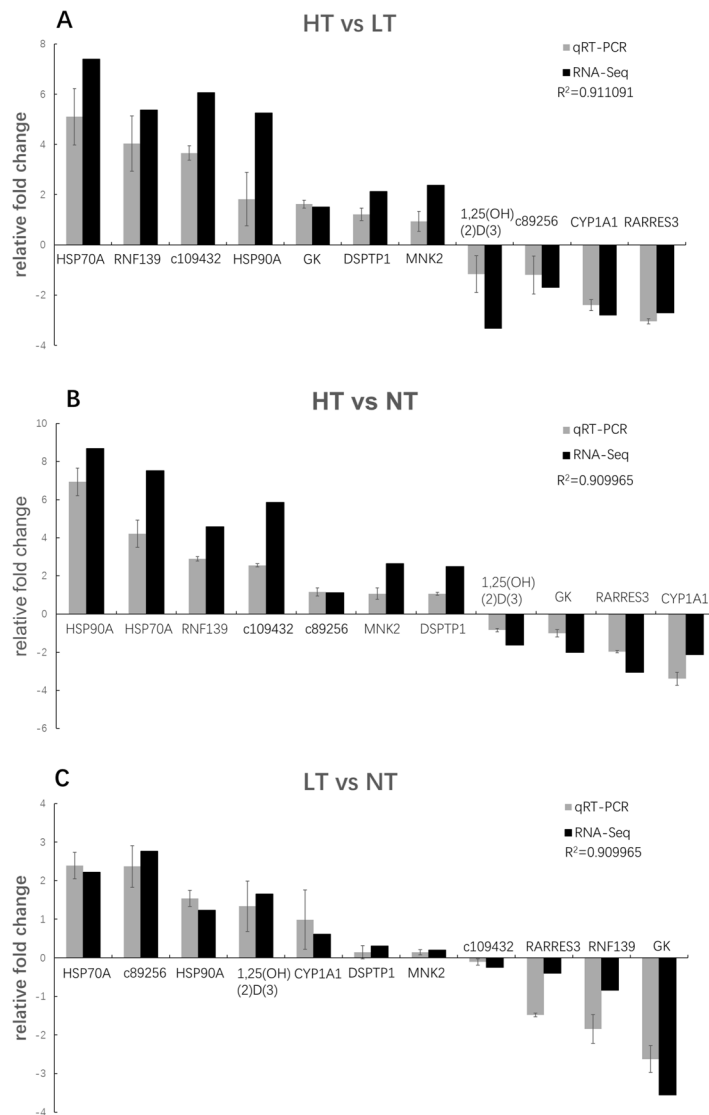 A
HT vs LT
qRT-PCR
RNA-Seq
R²=0.911091
relative fold change
8
6
4
2
0
-2
-4
HSP70A RNF139 c109432 HSP90A GK DSPTP1 MNK2
1,25(OH)
(2)D(3) c89256 CYP1A1 RARRES3
B
HT vs NT
qRT-PCR
RNA-Seq
R²=0.909965
relative fold change
10
8
6
4
2
0
-2
-4
-6
HSP90A HSP70A RNF139 c109432 c89256 MNK2 DSPTP1
1,25(OH)
(2)D(3) GK RARRES3 CYP1A1
C
LT vs NT
qRT-PCR
RNA-Seq
R²=0.909965
relative fold change
4
3
2
1
0
-1
-2
-3
-4
HSP70A c89256 HSP90A 1,25(OH) CYP1A1 DSPTP1 MNK2
(2)D(3)
c109432 RARRES3 RNF139 GK